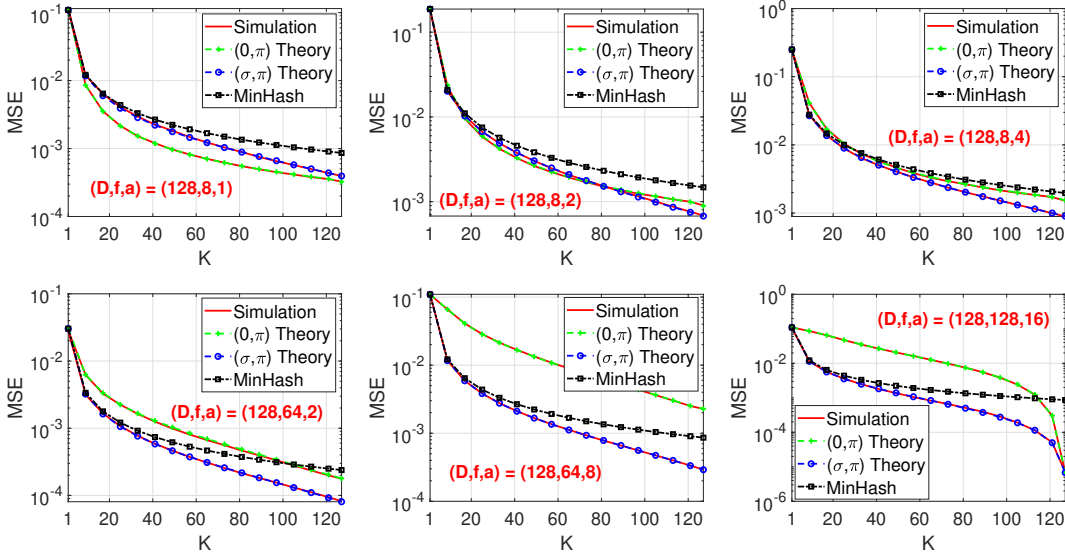 10^-1
10^-2
10^-3
10^-4
MSE
Simulation
(0,π) Theory
(σ,π) Theory
MinHash
(D,f,a) = (128,8,1)
1 20 40 60 80 100 120
K
10^-1
10^-2
10^-3
MSE
Simulation
(0,π) Theory
(σ,π) Theory
MinHash
(D,f,a) = (128,8,2)
1 20 40 60 80 100 120
K
10^0
10^-1
10^-2
10^-3
MSE
Simulation
(0,π) Theory
(σ,π) Theory
MinHash
(D,f,a) = (128,8,4)
1 20 40 60 80 100 120
K
10^-1
10^-2
10^-3
10^-4
MSE
Simulation
(0,π) Theory
(σ,π) Theory
MinHash
(D,f,a) = (128,64,2)
1 20 40 60 80 100 120
K
10^-1
10^-2
10^-3
10^-4
MSE
Simulation
(0,π) Theory
(σ,π) Theory
MinHash
(D,f,a) = (128,64,8)
1 20 40 60 80 100 120
K
10^0
10^-2
10^-4
10^-6
MSE
(D,f,a) = (128,128,16)
Simulation
(0,π) Theory
(σ,π) Theory
MinHash
1 20 40 60 80 100 120
K